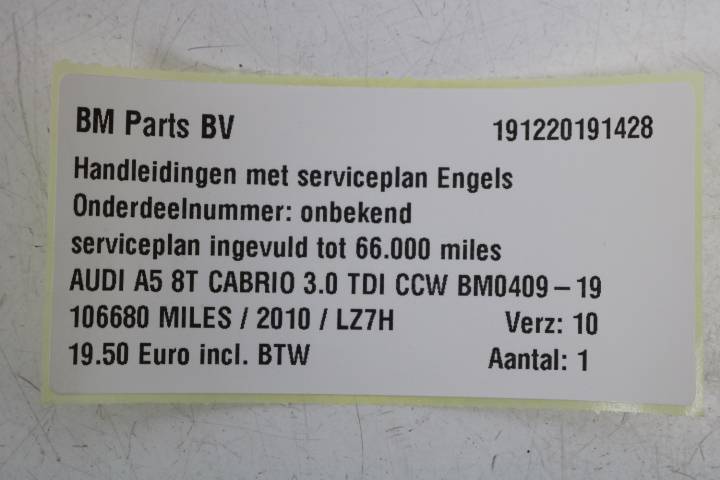 BM Parts BV 191220191428
Handleidingen met serviceplan Engels
Onderdeelnummer: onbekend
serviceplan ingevuld tot 66.000 miles
AUDI A5 8T CABRIO 3.0 TDI CCW BM0409-19
106680 MILES / 2010 / LZ7H Verz: 10
19.50 Euro incl. BTW Aantal: 1